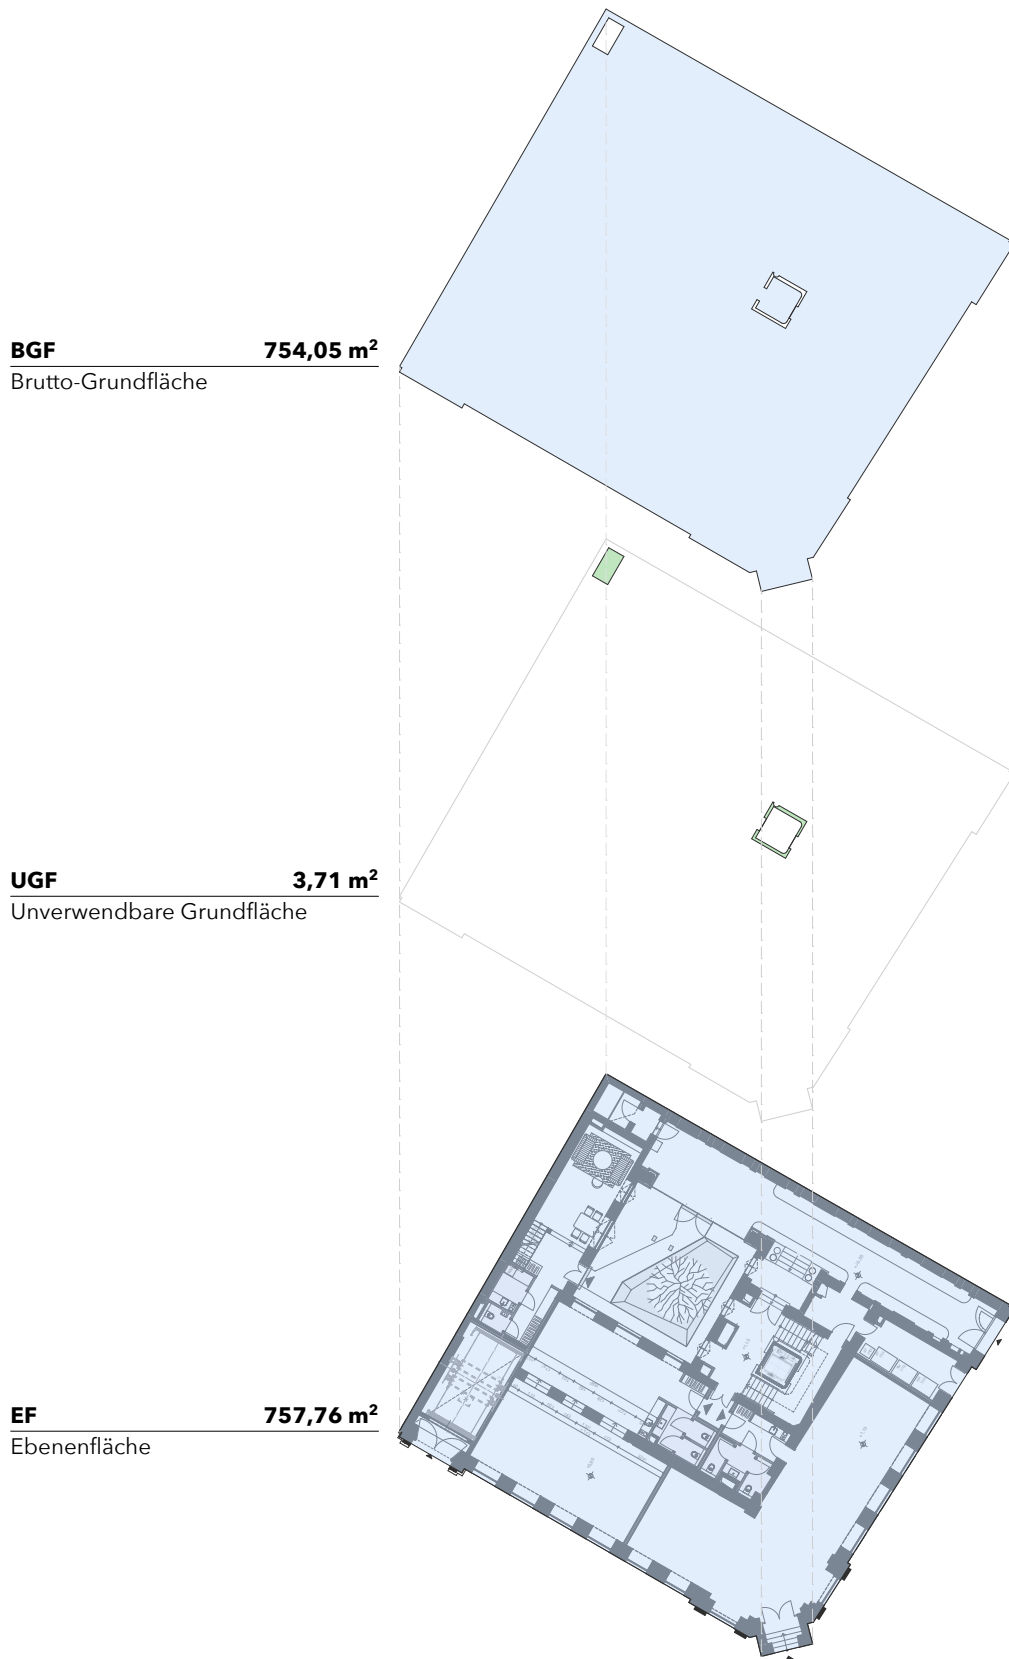 BGF 754,05 m²
Brutto-Grundfläche
UGF 3,71 m²
Unverwendbare Grundfläche
EF 757,76 m²
Ebenenfläche